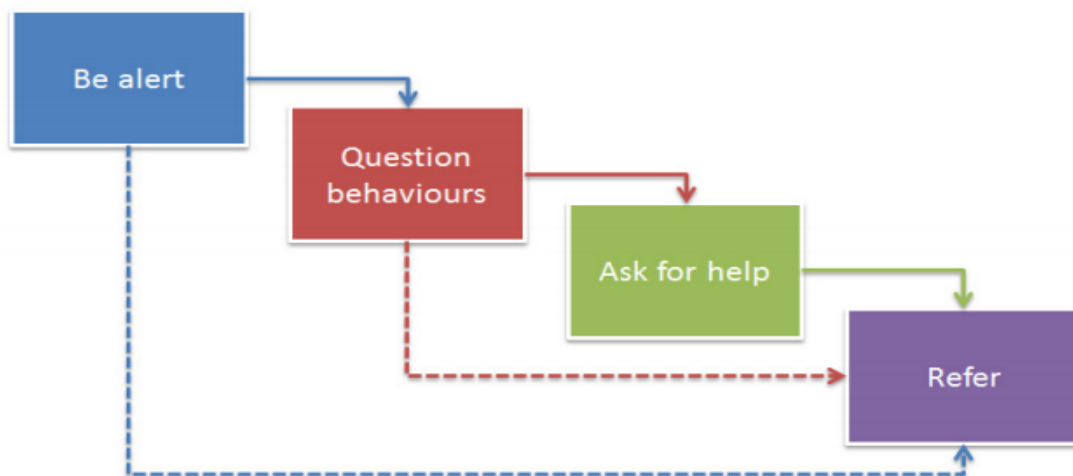 Be alert
Question
behaviours
Ask for help
Refer